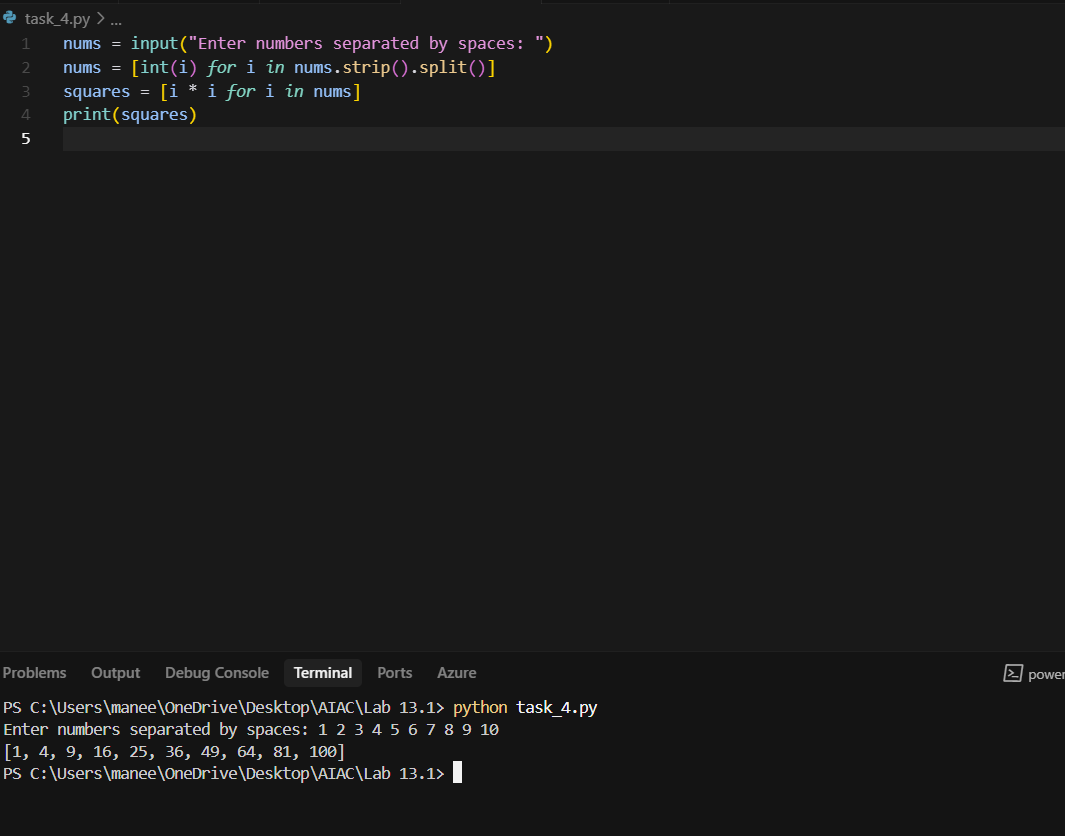 task_4.py > ...
1 nums = input("Enter numbers separated by spaces: ")
2 nums = [int(i) for i in nums.strip().split()]
3 squares = [i * i for i in nums]
4 print(squares)
5
Problems Output Debug Console Terminal Ports Azure power
PS C:\Users\manee\OneDrive\Desktop\AIAC\Lab 13.1> python task_4.py
Enter numbers separated by spaces: 1 2 3 4 5 6 7 8 9 10
[1, 4, 9, 16, 25, 36, 49, 64, 81, 100]
PS C:\Users\manee\OneDrive\Desktop\AIAC\Lab 13.1>